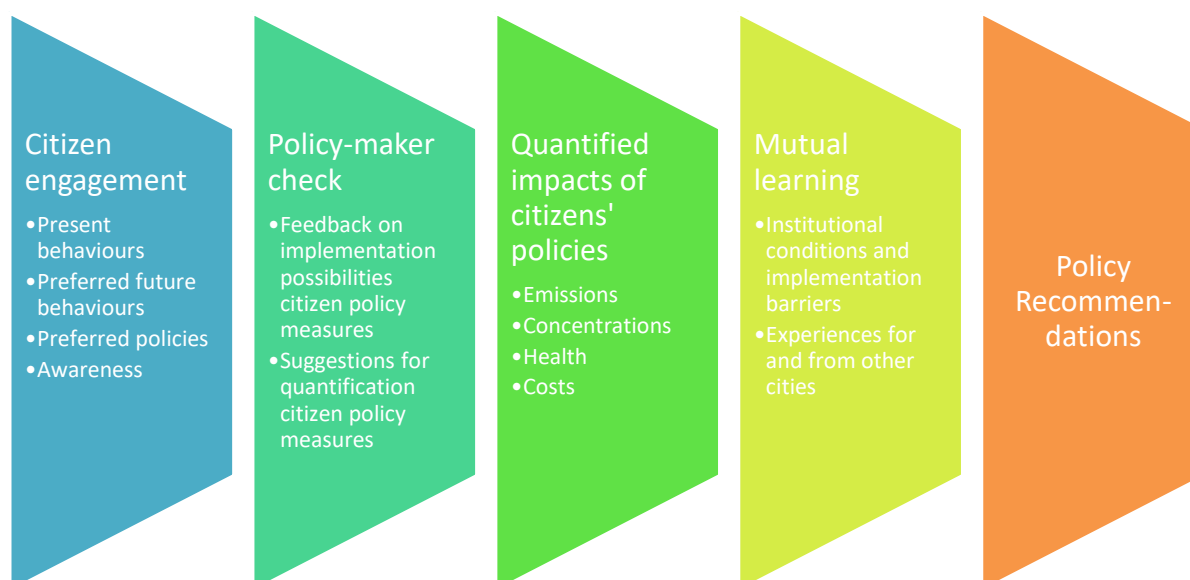 Citizen
engagement
•Present
behaviours
•Preferred future
behaviours
•Preferred policies
•Awareness
Policy-maker
check
•Feedback on
implementation
possibilities
citizen policy
measures
•Suggestions for
quantification
citizen policy
measures
Quantified
impacts of
citizens'
policies
•Emissions
•Concentrations
•Health
•Costs
Mutual
learning
•Institutional
conditions and
implementation
barriers
•Experiences for
and from other
cities
Policy
Recommen-
dations